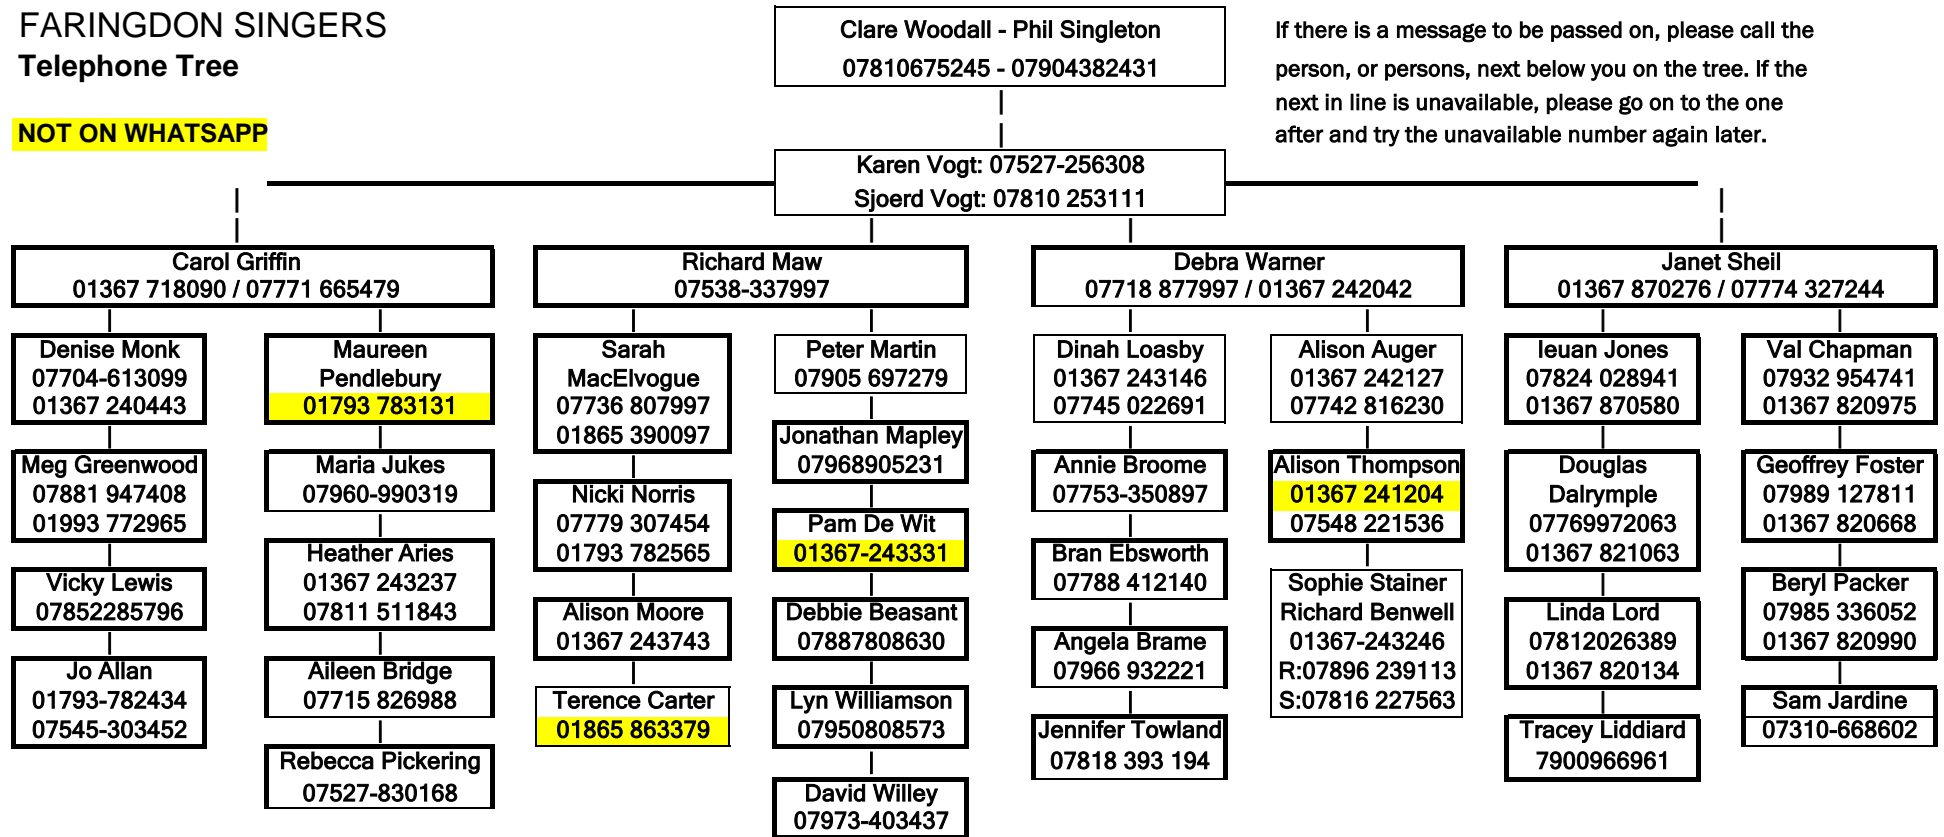 FARINGDON SINGERS
Telephone Tree
NOT ON WHATSAPP
Clare Woodall - Phil Singleton
07810675245 - 07904382431
If there is a message to be passed on, please call the
person, or persons, next below you on the tree. If the
next in line is unavailable, please go on to the one
after and try the unavailable number again later.
Karen Vogt: 07527-256308
Sjoerd Vogt: 07810 253111
Carol Griffin
01367 718090 / 07771 665479
Denise Monk
07704-613099
01367 240443
Meg Greenwood
07881 947408
01993 772965
Vicky Lewis
07852285796
Jo Allan
01793-782434
07545-303452
Maureen
Pendlebury
01793 783131
Maria Jukes
07960-990319
Heather Aries
01367 243237
07811 511843
Aileen Bridge
07715 826988
Rebecca Pickering
07527-830168
Richard Maw
07538-337997
Sarah
MacElvogue
07736 807997
01865 390097
Nicki Norris
07779 307454
01793 782565
Alison Moore
01367 243743
Terence Carter
01865 863379
Peter Martin
07905 697279
Jonathan Mapley
07968905231
Pam De Wit
01367-243331
Debbie Beasant
07887808630
Lyn Williamson
07950808573
David Willey
07973-403437
Debra Warner
07718 877997 / 01367 242042
Dinah Loasby
01367 243146
07745 022691
Annie Broome
07753-350897
Bran Ebsworth
07788 412140
Angela Brame
07966 932221
Jennifer Towland
07818 393 194
Alison Auger
01367 242127
07742 816230
Alison Thompson
01367 241204
07548 221536
Sophie Stainer
Richard Benwell
01367-243246
R:07896 239113
S:07816 227563
Janet Sheil
01367 870276 / 07774 327244
Ieuan Jones
07824 028941
01367 870580
Douglas
Dalrymple
07769972063
01367 821063
Linda Lord
07812026389
01367 820134
Tracey Liddiard
7900966961
Val Chapman
07932 954741
01367 820975
Geoffrey Foster
07989 127811
01367 820668
Beryl Packer
07985 336052
01367 820990
Sam Jardine
07310-668602